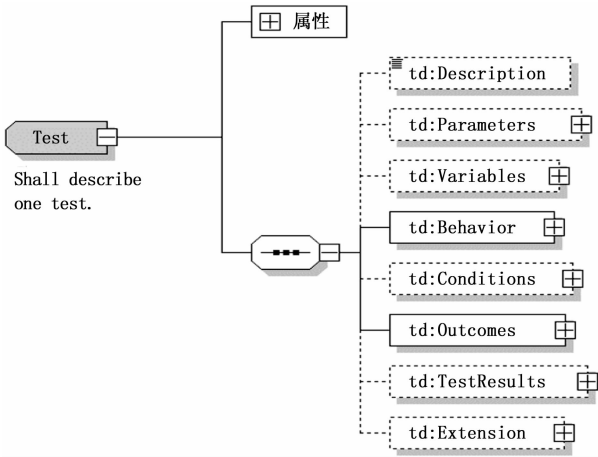 属性
td:Description
td:Parameters
Test
td:Variables
Shall describe
one test.
td:Behavior
td:Conditions
td:Outcomes
td:TestResults
td:Extension